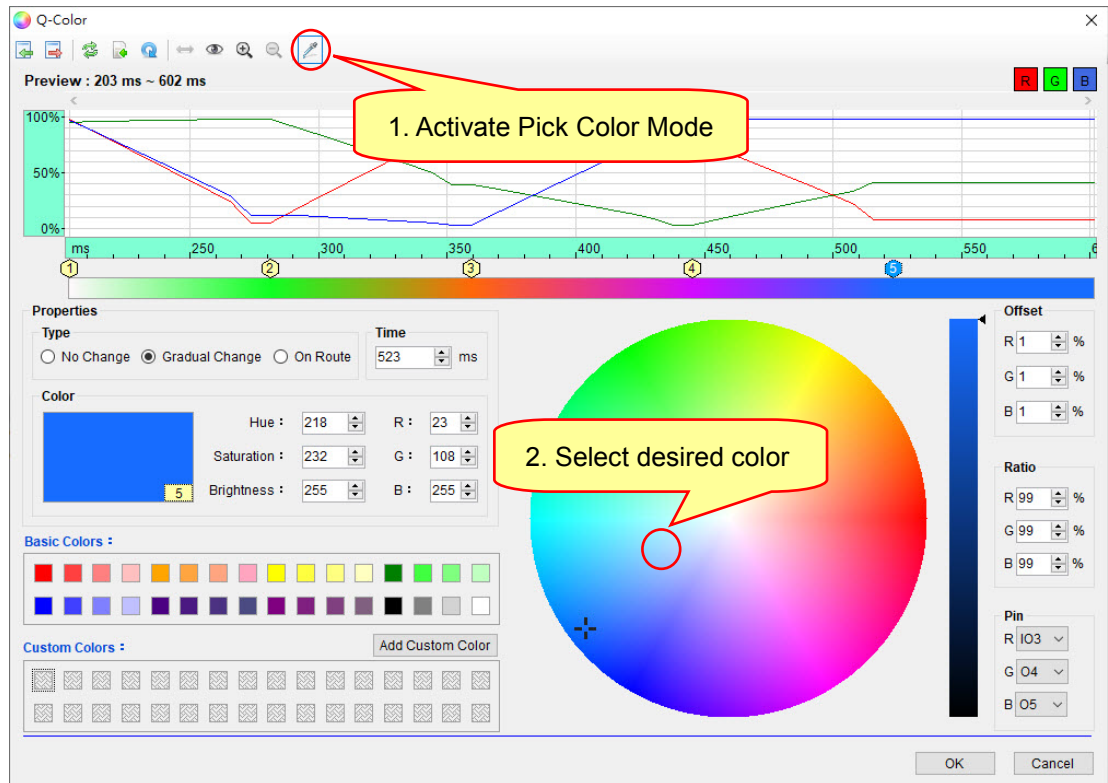 Q-Color
Preview : 203 ms ~ 602 ms
R G B
1. Activate Pick Color Mode
100%
50%
0%
ms 250 300 350 400 450 500 550 6
1 2 3 4 5
Properties
Type
No Change Gradual Change On Route
Time
523 ms
Color
Hue : 218 R : 23
Saturation : 232 G : 108
Brightness : 255 B : 255
5
2. Select desired color
Basic Colors :
Custom Colors :
Add Custom Color
Offset
R 1 %
G 1 %
B 1 %
Ratio
R 99 %
G 99 %
B 99 %
Pin
R IO3
G O4
B O5
OK Cancel